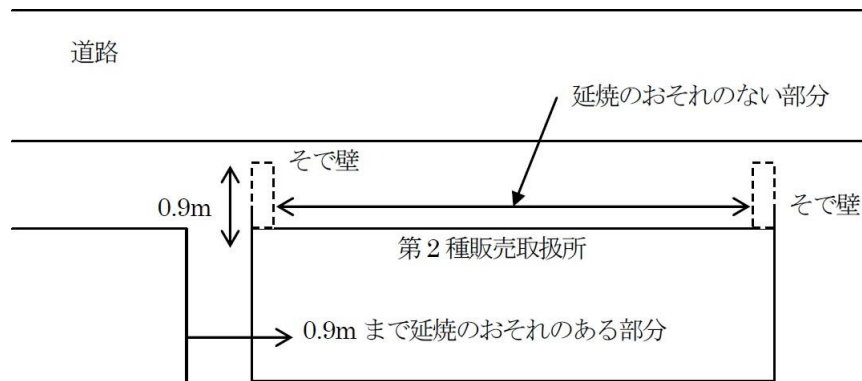 道路
延焼のおそれのない部分
そで壁
0.9m
そで壁
第２種販売取扱所
0.9m まで延焼のおそれのある部分